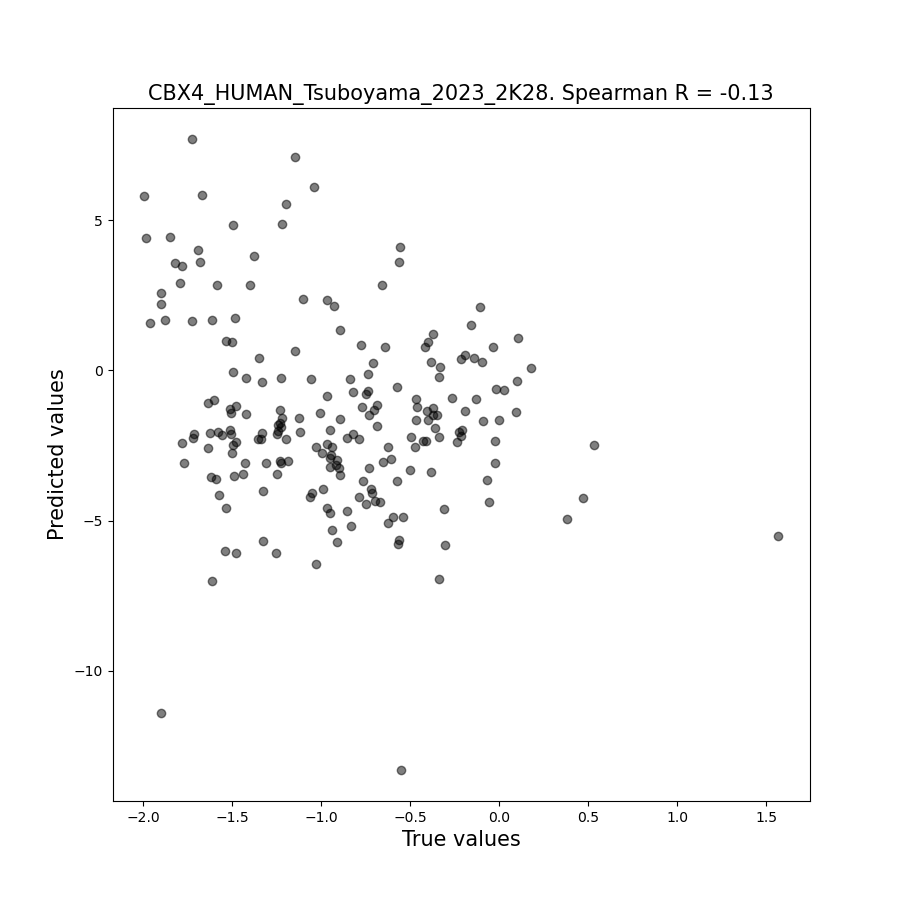 CBX4_HUMAN_Tsuboyama_2023_2K28. Spearman R = -0.13
5
0
−5
−10
Predicted values
−2.0 −1.5 −1.0 −0.5 0.0 0.5 1.0 1.5
True values